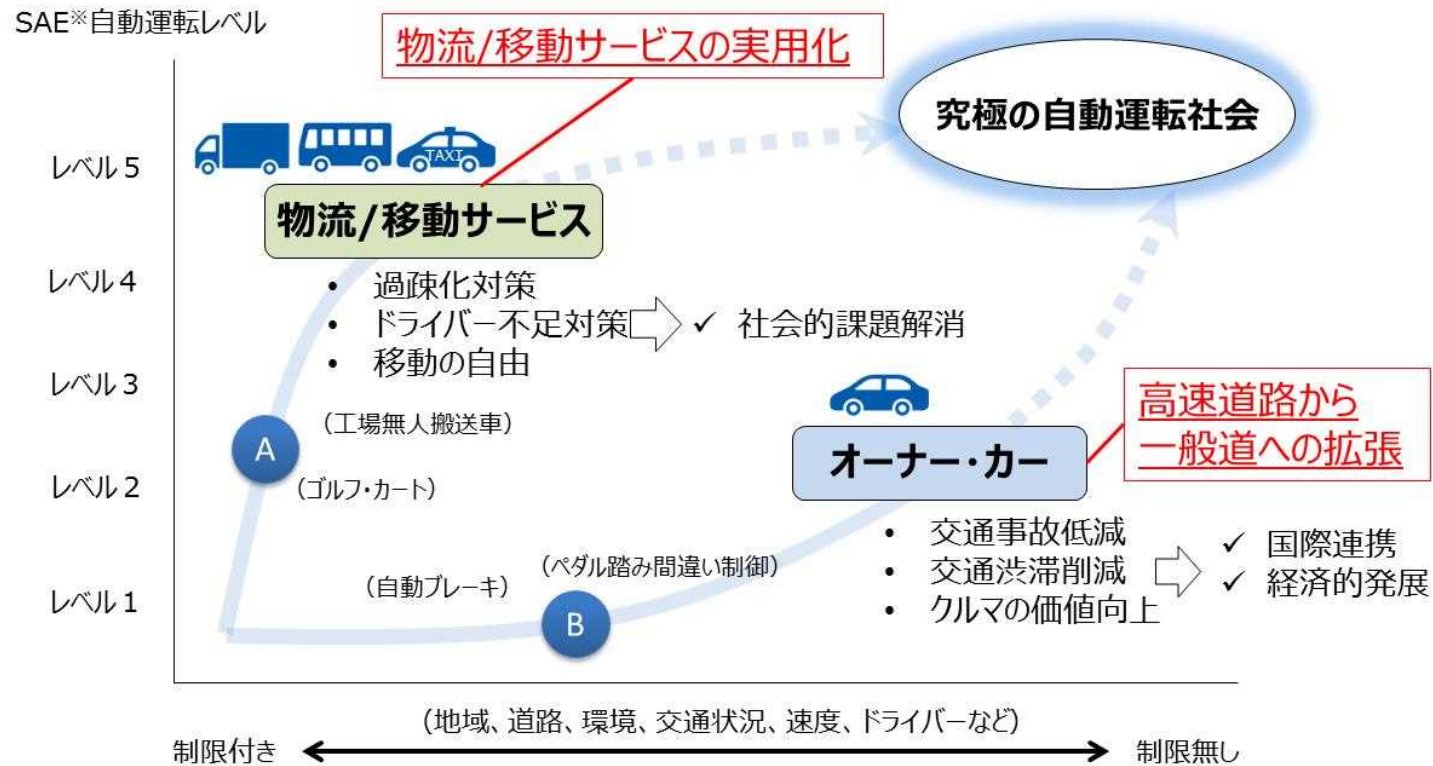 SAE※自動運転レベル
物流/移動サービスの実用化
究極の自動運転社会
レベル5
TAXI
物流/移動サービス
レベル4
• 過疎化対策
• ドライバー不足対策
✓ 社会的課題解消
• 移動の自由
レベル3
高速道路から
一般道への拡張
(工場無人搬送車)
A
オーナー・カー
レベル2
(ゴルフ・カート)
• 交通事故低減
• 交通渋滞削減
• クルマの価値向上
✓ 国際連携
✓ 経済的発展
(自動ブレーキ)
(ペダル踏み間違い制御)
レベル1
B
(地域、道路、環境、交通状況、速度、ドライバーなど)
制限付き
制限無し